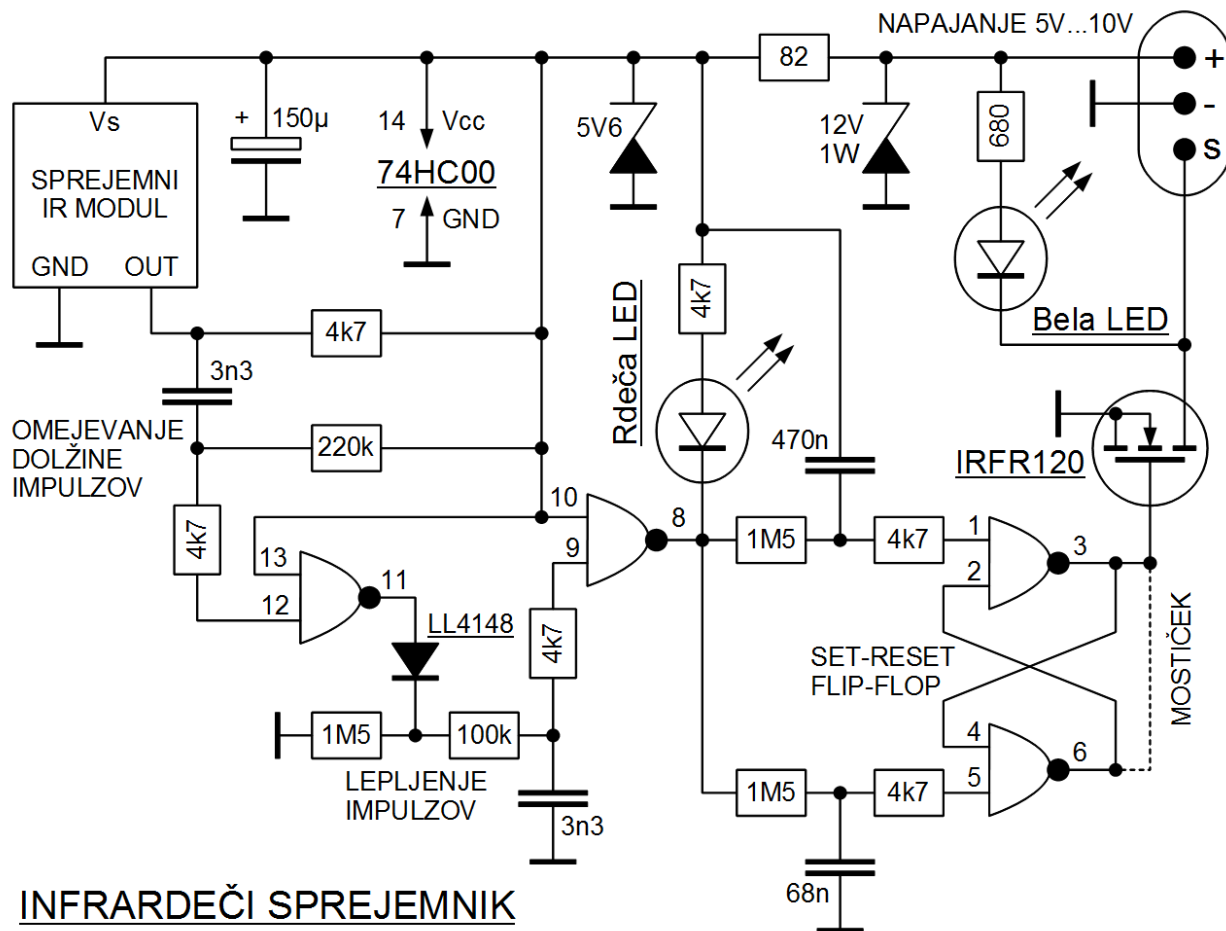 NAPAJANJE 5V...10V
+
-
S
82
680
12V
1W
5V6
Vs
SPREJEMNI
IR MODUL
GND OUT
+ 150µ
14 Vcc
74HC00
7 GND
4k7
3n3
220k
OMEJEVANJE
DOLŽINE
IMPULZOV
4k7
13
12
11
LL4148
1M5
100k
LEPLJENJE
IMPULZOV
3n3
4k7
10
9
8
Rdeča LED
4k7
470n
Bela LED
IRFR120
1M5
4k7
1
2
3
SET-RESET
FLIP-FLOP
MOSTIČEK
4
5
6
1M5
4k7
68n
INFRARDEČI SPREJEMNIK